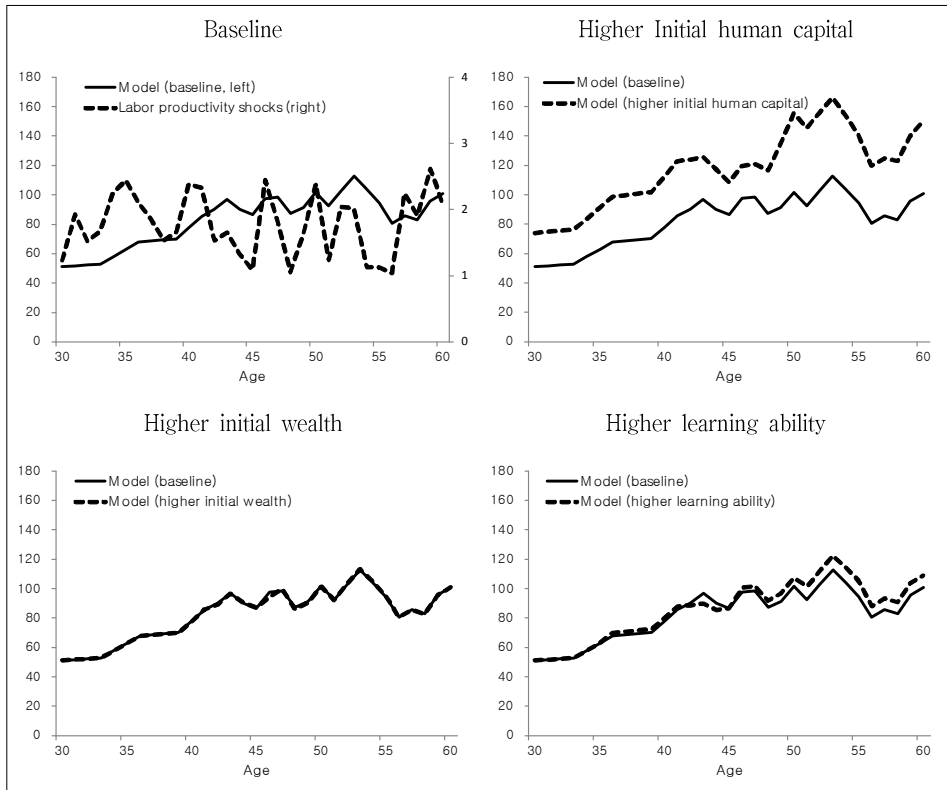 Baseline
Model (baseline, left)
Labor productivity shocks (right)
180
160
140
120
100
80
60
40
20
0
4
3
2
1
0
30 35 40 45 50 55 60
Age
Higher Initial human capital
Model (baseline)
Model (higher initial human capital)
180
160
140
120
100
80
60
40
20
0
30 35 40 45 50 55 60
Age
Higher initial wealth
Model (baseline)
Model (higher initial wealth)
180
160
140
120
100
80
60
40
20
0
30 35 40 45 50 55 60
Age
Higher learning ability
Model (baseline)
Model (higher learning ability)
180
160
140
120
100
80
60
40
20
0
30 35 40 45 50 55 60
Age